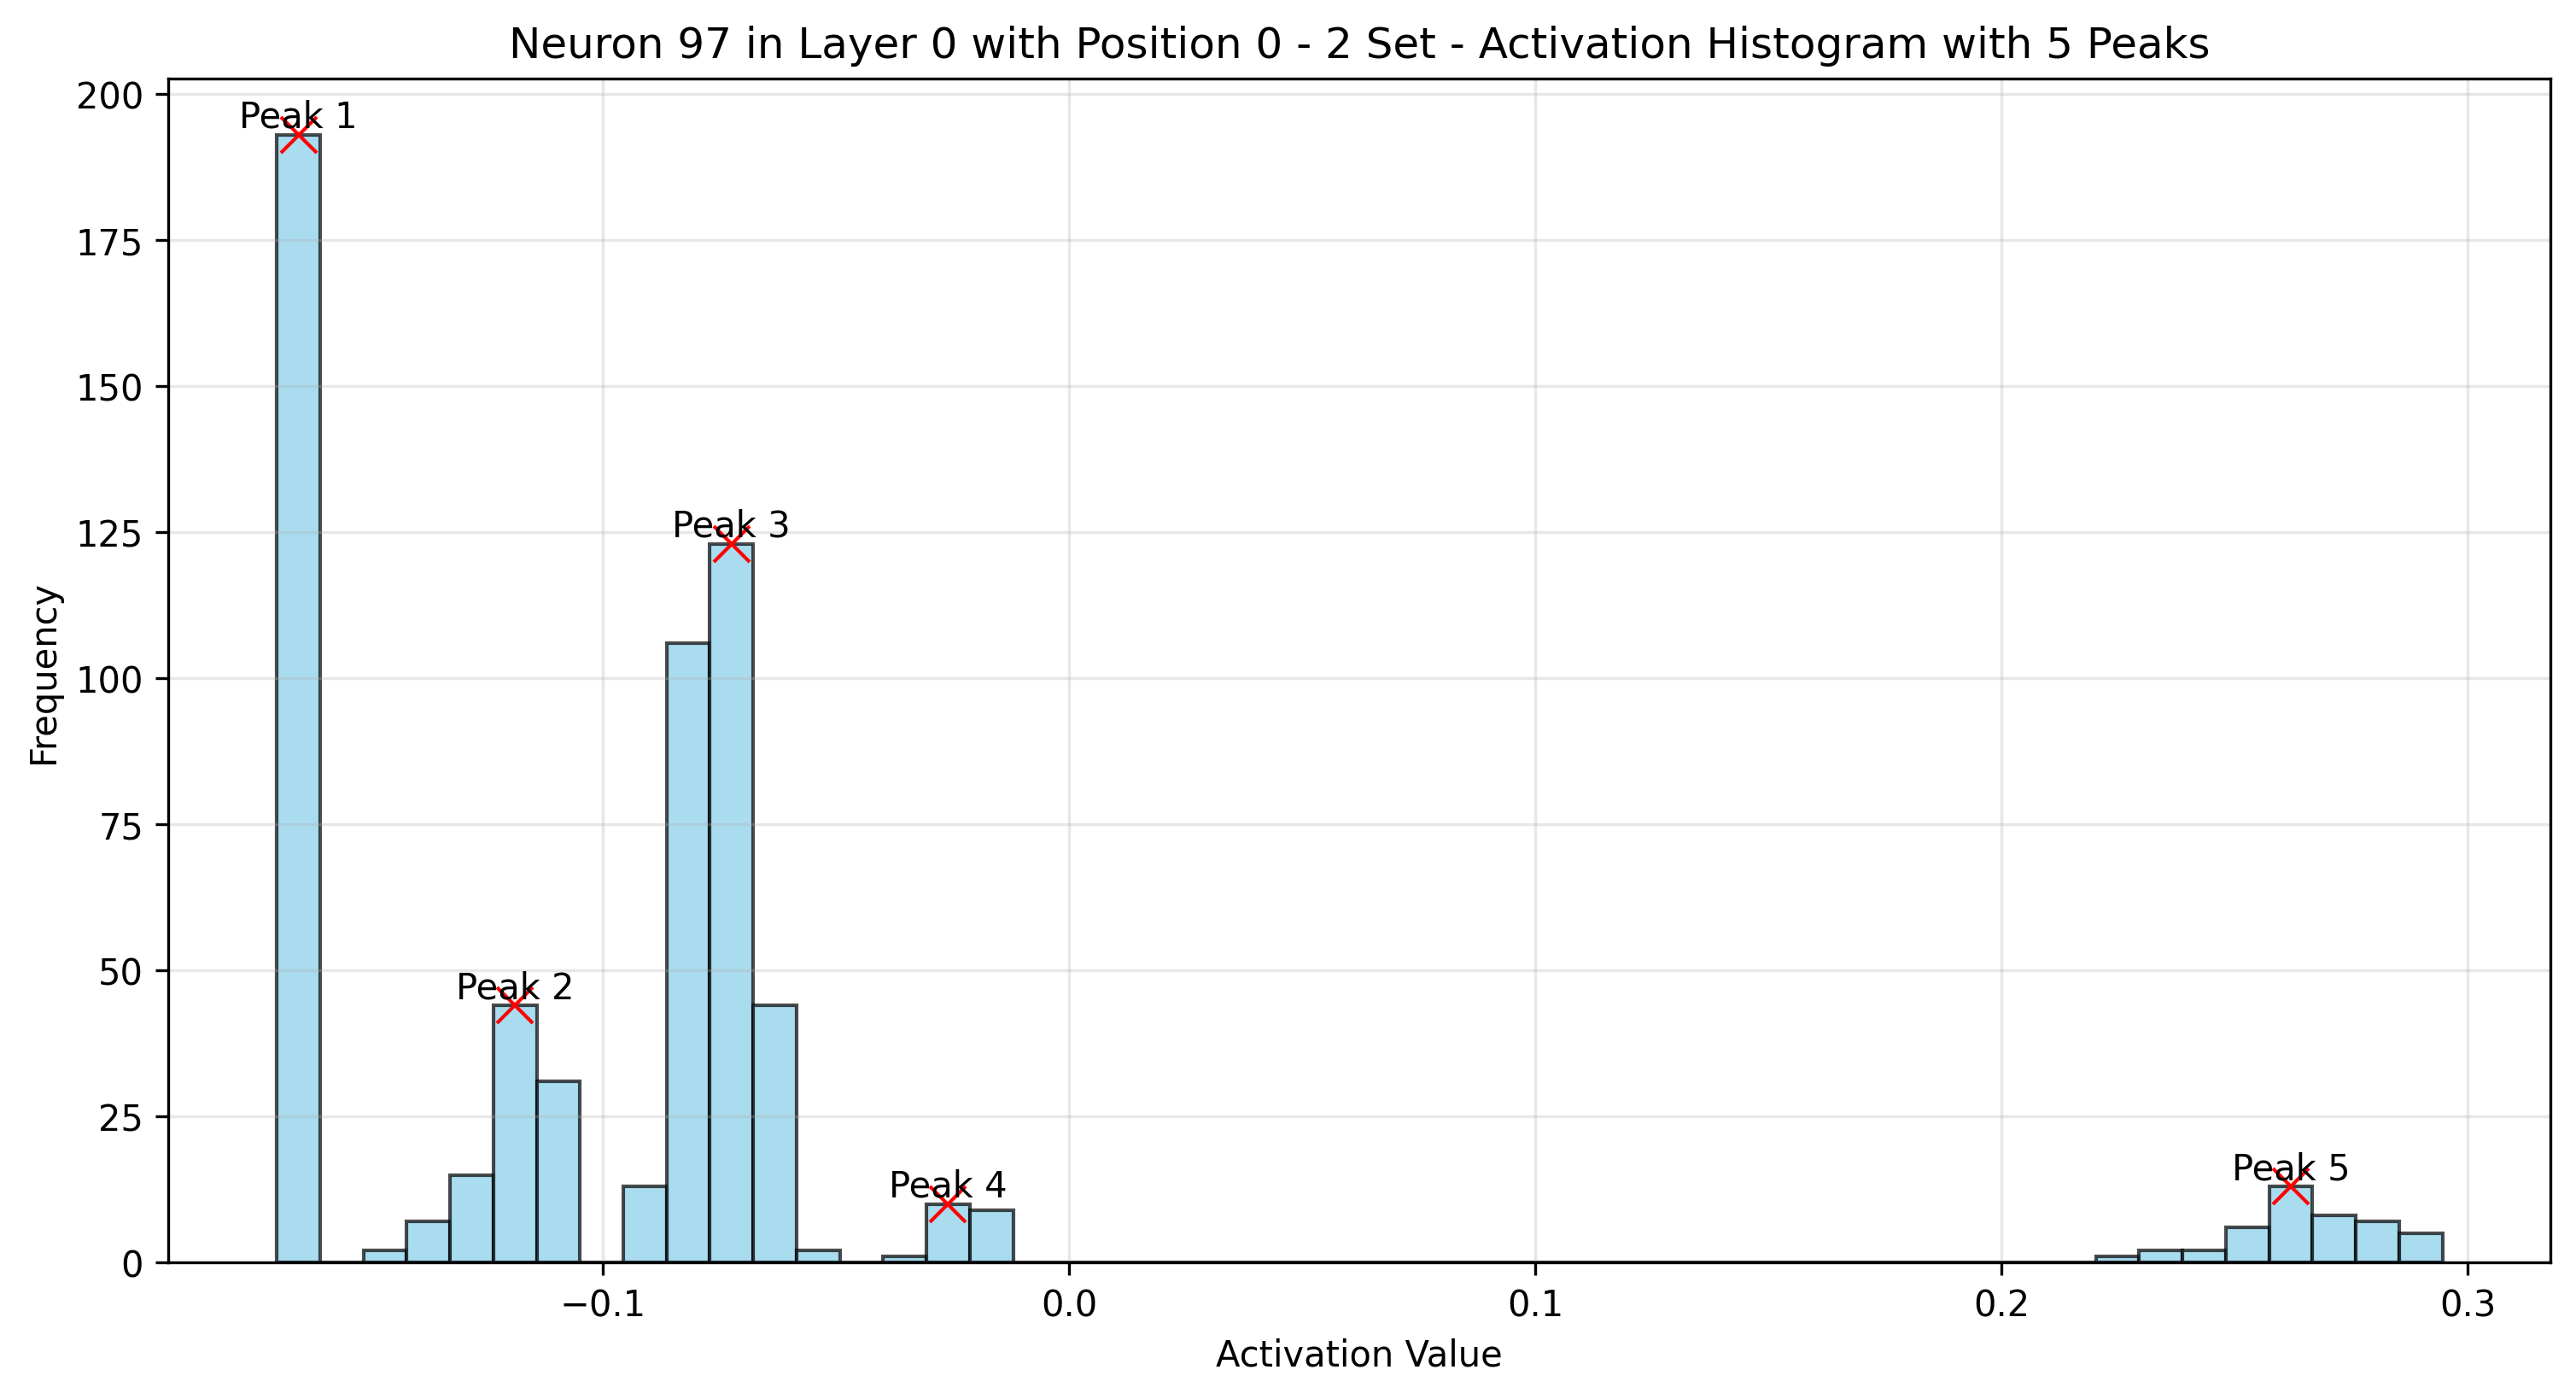 Neuron 97 in Layer 0 with Position 0 - 2 Set - Activation Histogram with 5 Peaks
200
175
150
125
100
75
50
25
0
Frequency
Peak 1
Peak 2
Peak 3
Peak 4
Peak 5
−0.1
0.0
0.1
0.2
0.3
Activation Value